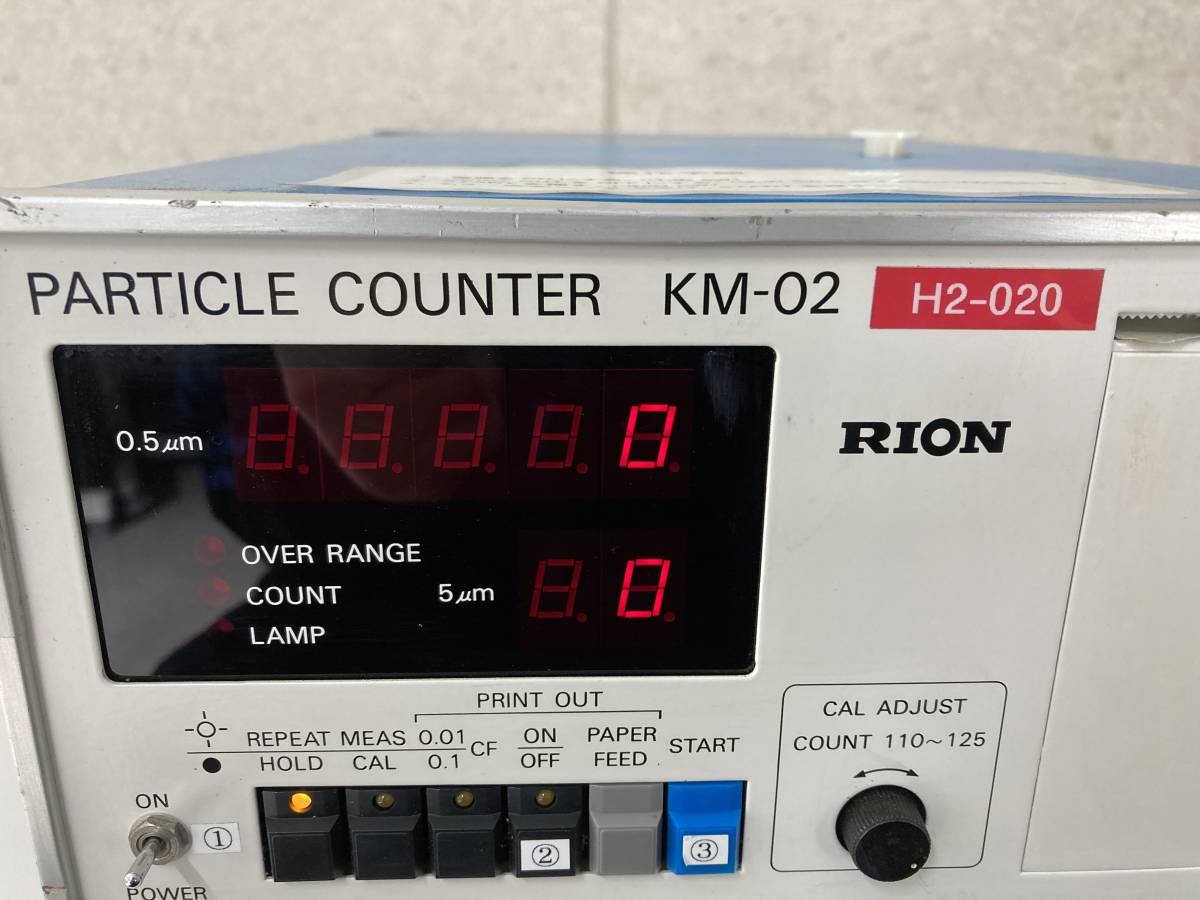 PARTICLE COUNTER KM-02 H2-020
RION
0.5μm 0
OVER RANGE
COUNT
5μm 0
LAMP
PRINT OUT
REPEAT MEAS 0.01 CF ON PAPER START
HOLD CAL 0.1 OFF FEED
CAL ADJUST
COUNT 110~125
ON
①
②
③
POWER